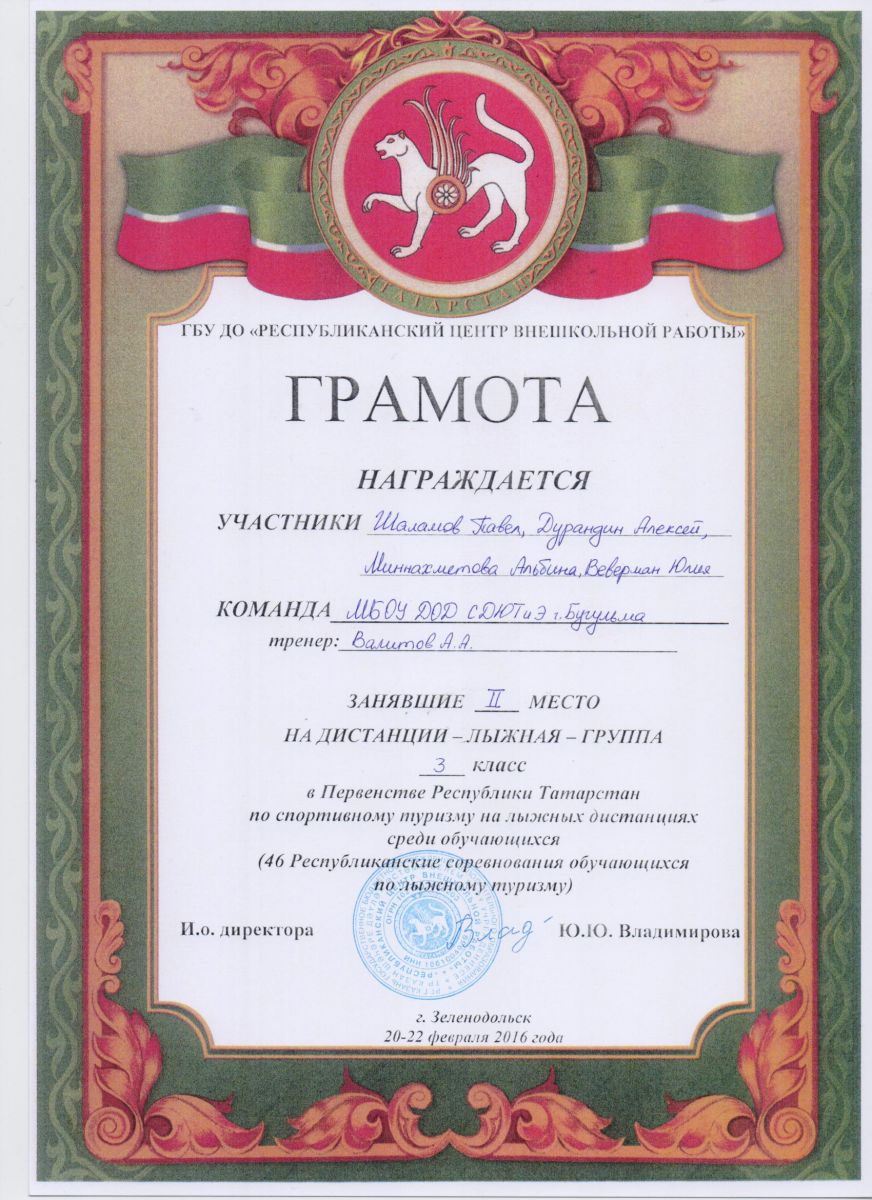 ТАТАРСТАН
ГБУ ДО «РЕСПУБЛИКАНСКИЙ ЦЕНТР ВНЕШКОЛЬНОЙ РАБОТЫ»
ГРАМОТА
НАГРАЖДАЕТСЯ
УЧАСТНИКИ Шаламов Павел, Дурандин Алексей,
Миннахметова Альбина, Веверман Юлия
КОМАНДА МБОУ ДОД СДЮТиЭ г. Бугульма
тренер: Валитов А.А.
ЗАНЯВШИЕ II МЕСТО
НА ДИСТАНЦИИ – ЛЫЖНАЯ – ГРУППА
3 класс
в Первенстве Республики Татарстан
по спортивному туризму на лыжных дистанциях
среди обучающихся
(46 Республиканские соревнования обучающихся
по лыжному туризму)
И.о. директора Влад Ю.Ю. Владимирова
г. Зеленодольск
20-22 февраля 2016 года